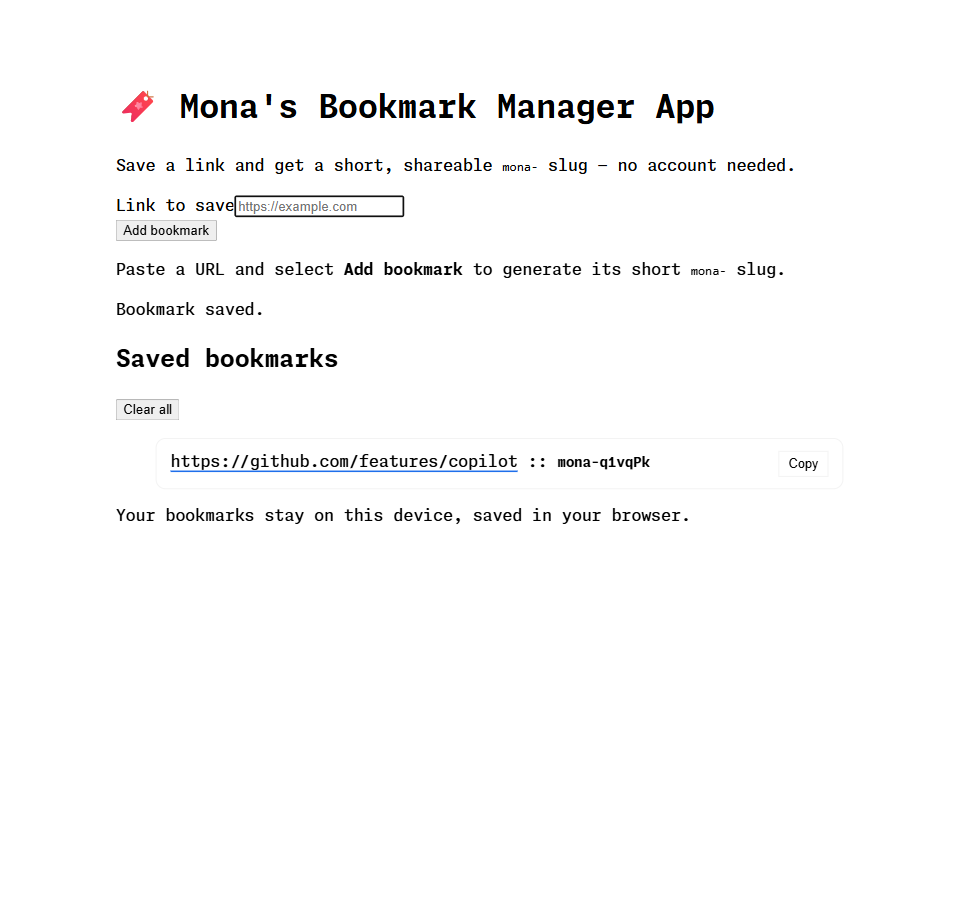 Mona's Bookmark Manager App
Save a link and get a short, shareable mona- slug — no account needed.
Link to save https://example.com
Add bookmark
Paste a URL and select Add bookmark to generate its short mona- slug.
Bookmark saved.
Saved bookmarks
Clear all
https://github.com/features/copilot :: mona-q1vqPk Copy
Your bookmarks stay on this device, saved in your browser.